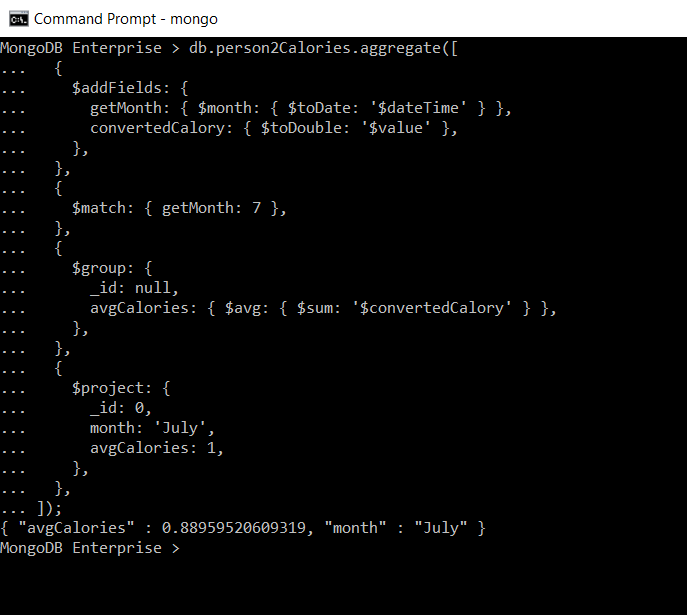 C:\.
Command Prompt - mongo
MongoDB Enterprise > db.person2Calories.aggregate([
...   {
...     $addFields: {
...       getMonth: { $month: { $toDate: '$dateTime' } },
...       convertedCalory: { $toDouble: '$value' },
...     },
...   },
...   {
...     $match: { getMonth: 7 },
...   },
...   {
...     $group: {
...       _id: null,
...       avgCalories: { $avg: { $sum: '$convertedCalory' } },
...     },
...   },
...   {
...     $project: {
...       _id: 0,
...       month: 'July',
...       avgCalories: 1,
...     },
...   },
... ]);
{ "avgCalories" : 0.88959520609319, "month" : "July" }
MongoDB Enterprise >